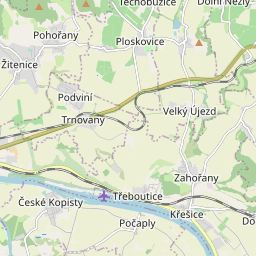 Techobuzice
Dolní Nezly
Pohořany
Ploskovice
Žitenice
Podviní
Trnovany
Velký Újezd
Zahořany
Třeboutice
České Kopisty
Křešice
Počaply
Do